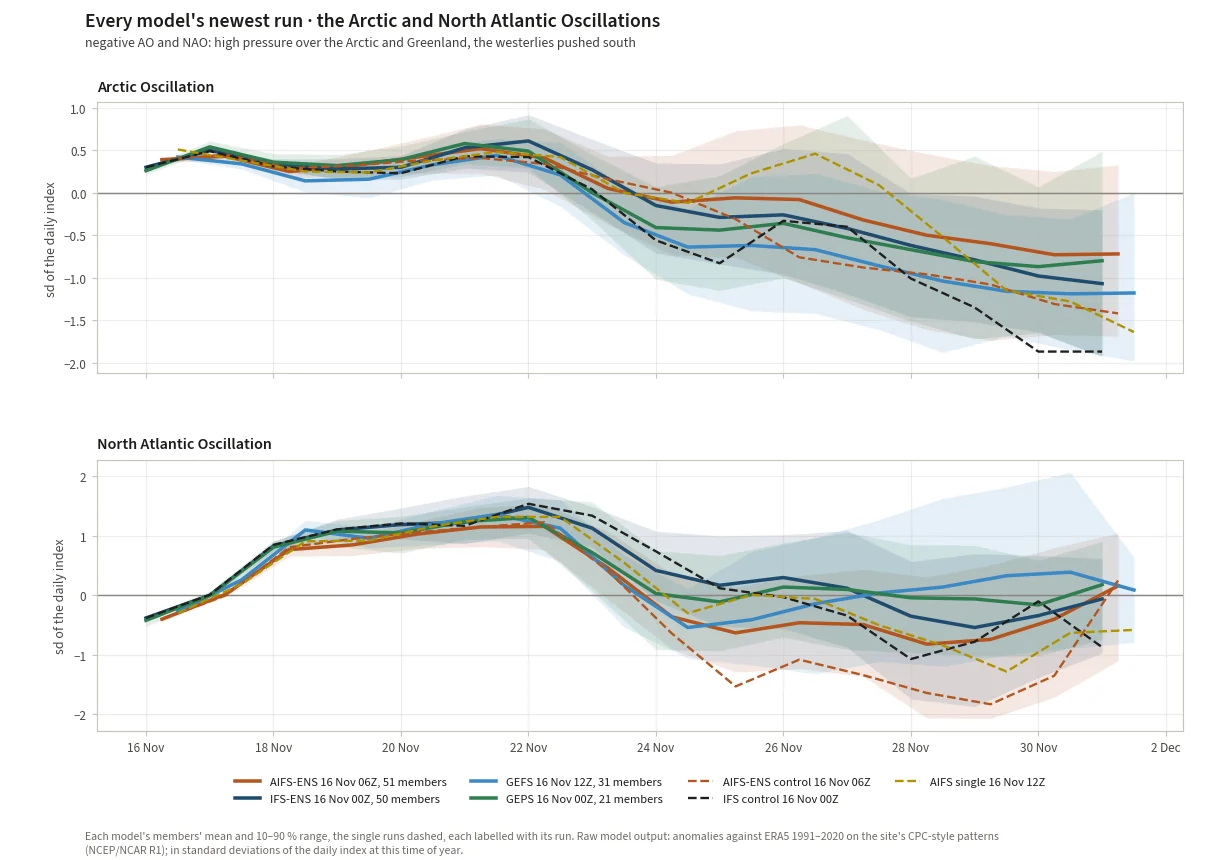 Every model's newest run · the Arctic and North Atlantic Oscillations
negative AO and NAO: high pressure over the Arctic and Greenland, the westerlies pushed south
Arctic Oscillation
1.0
0.5
0.0
−0.5
−1.0
−1.5
−2.0
sd of the daily index
North Atlantic Oscillation
2
1
0
−1
−2
sd of the daily index
16 Nov 18 Nov 20 Nov 22 Nov 24 Nov 26 Nov 28 Nov 30 Nov 2 Dec
AIFS-ENS 16 Nov 06Z, 51 members GEFS 16 Nov 12Z, 31 members AIFS-ENS control 16 Nov 06Z AIFS single 16 Nov 12Z
IFS-ENS 16 Nov 00Z, 50 members GEPS 16 Nov 00Z, 21 members IFS control 16 Nov 00Z
Each model's members' mean and 10–90 % range, the single runs dashed, each labelled with its run. Raw model output: anomalies against ERA5 1991–2020 on the site's CPC-style patterns
(NCEP/NCAR R1); in standard deviations of the daily index at this time of year.